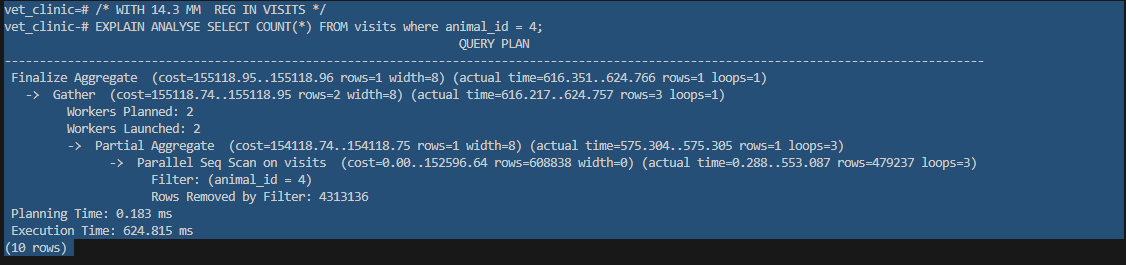 vet_clinic=# /* WITH 14.3 MM  REG IN VISITS */
vet_clinic-# EXPLAIN ANALYSE SELECT COUNT(*) FROM visits where animal_id = 4;
                                                                 QUERY PLAN
--------------------------------------------------------------------------------------------------------------------------------------------
 Finalize Aggregate  (cost=155118.95..155118.96 rows=1 width=8) (actual time=616.351..624.766 rows=1 loops=1)
   ->  Gather  (cost=155118.74..155118.95 rows=2 width=8) (actual time=616.217..624.757 rows=3 loops=1)
         Workers Planned: 2
         Workers Launched: 2
         ->  Partial Aggregate  (cost=154118.74..154118.75 rows=1 width=8) (actual time=575.304..575.305 rows=1 loops=3)
               ->  Parallel Seq Scan on visits  (cost=0.00..152596.64 rows=608838 width=0) (actual time=0.288..553.087 rows=479237 loops=3)
                     Filter: (animal_id = 4)
                     Rows Removed by Filter: 4313136
 Planning Time: 0.183 ms
 Execution Time: 624.815 ms
(10 rows)